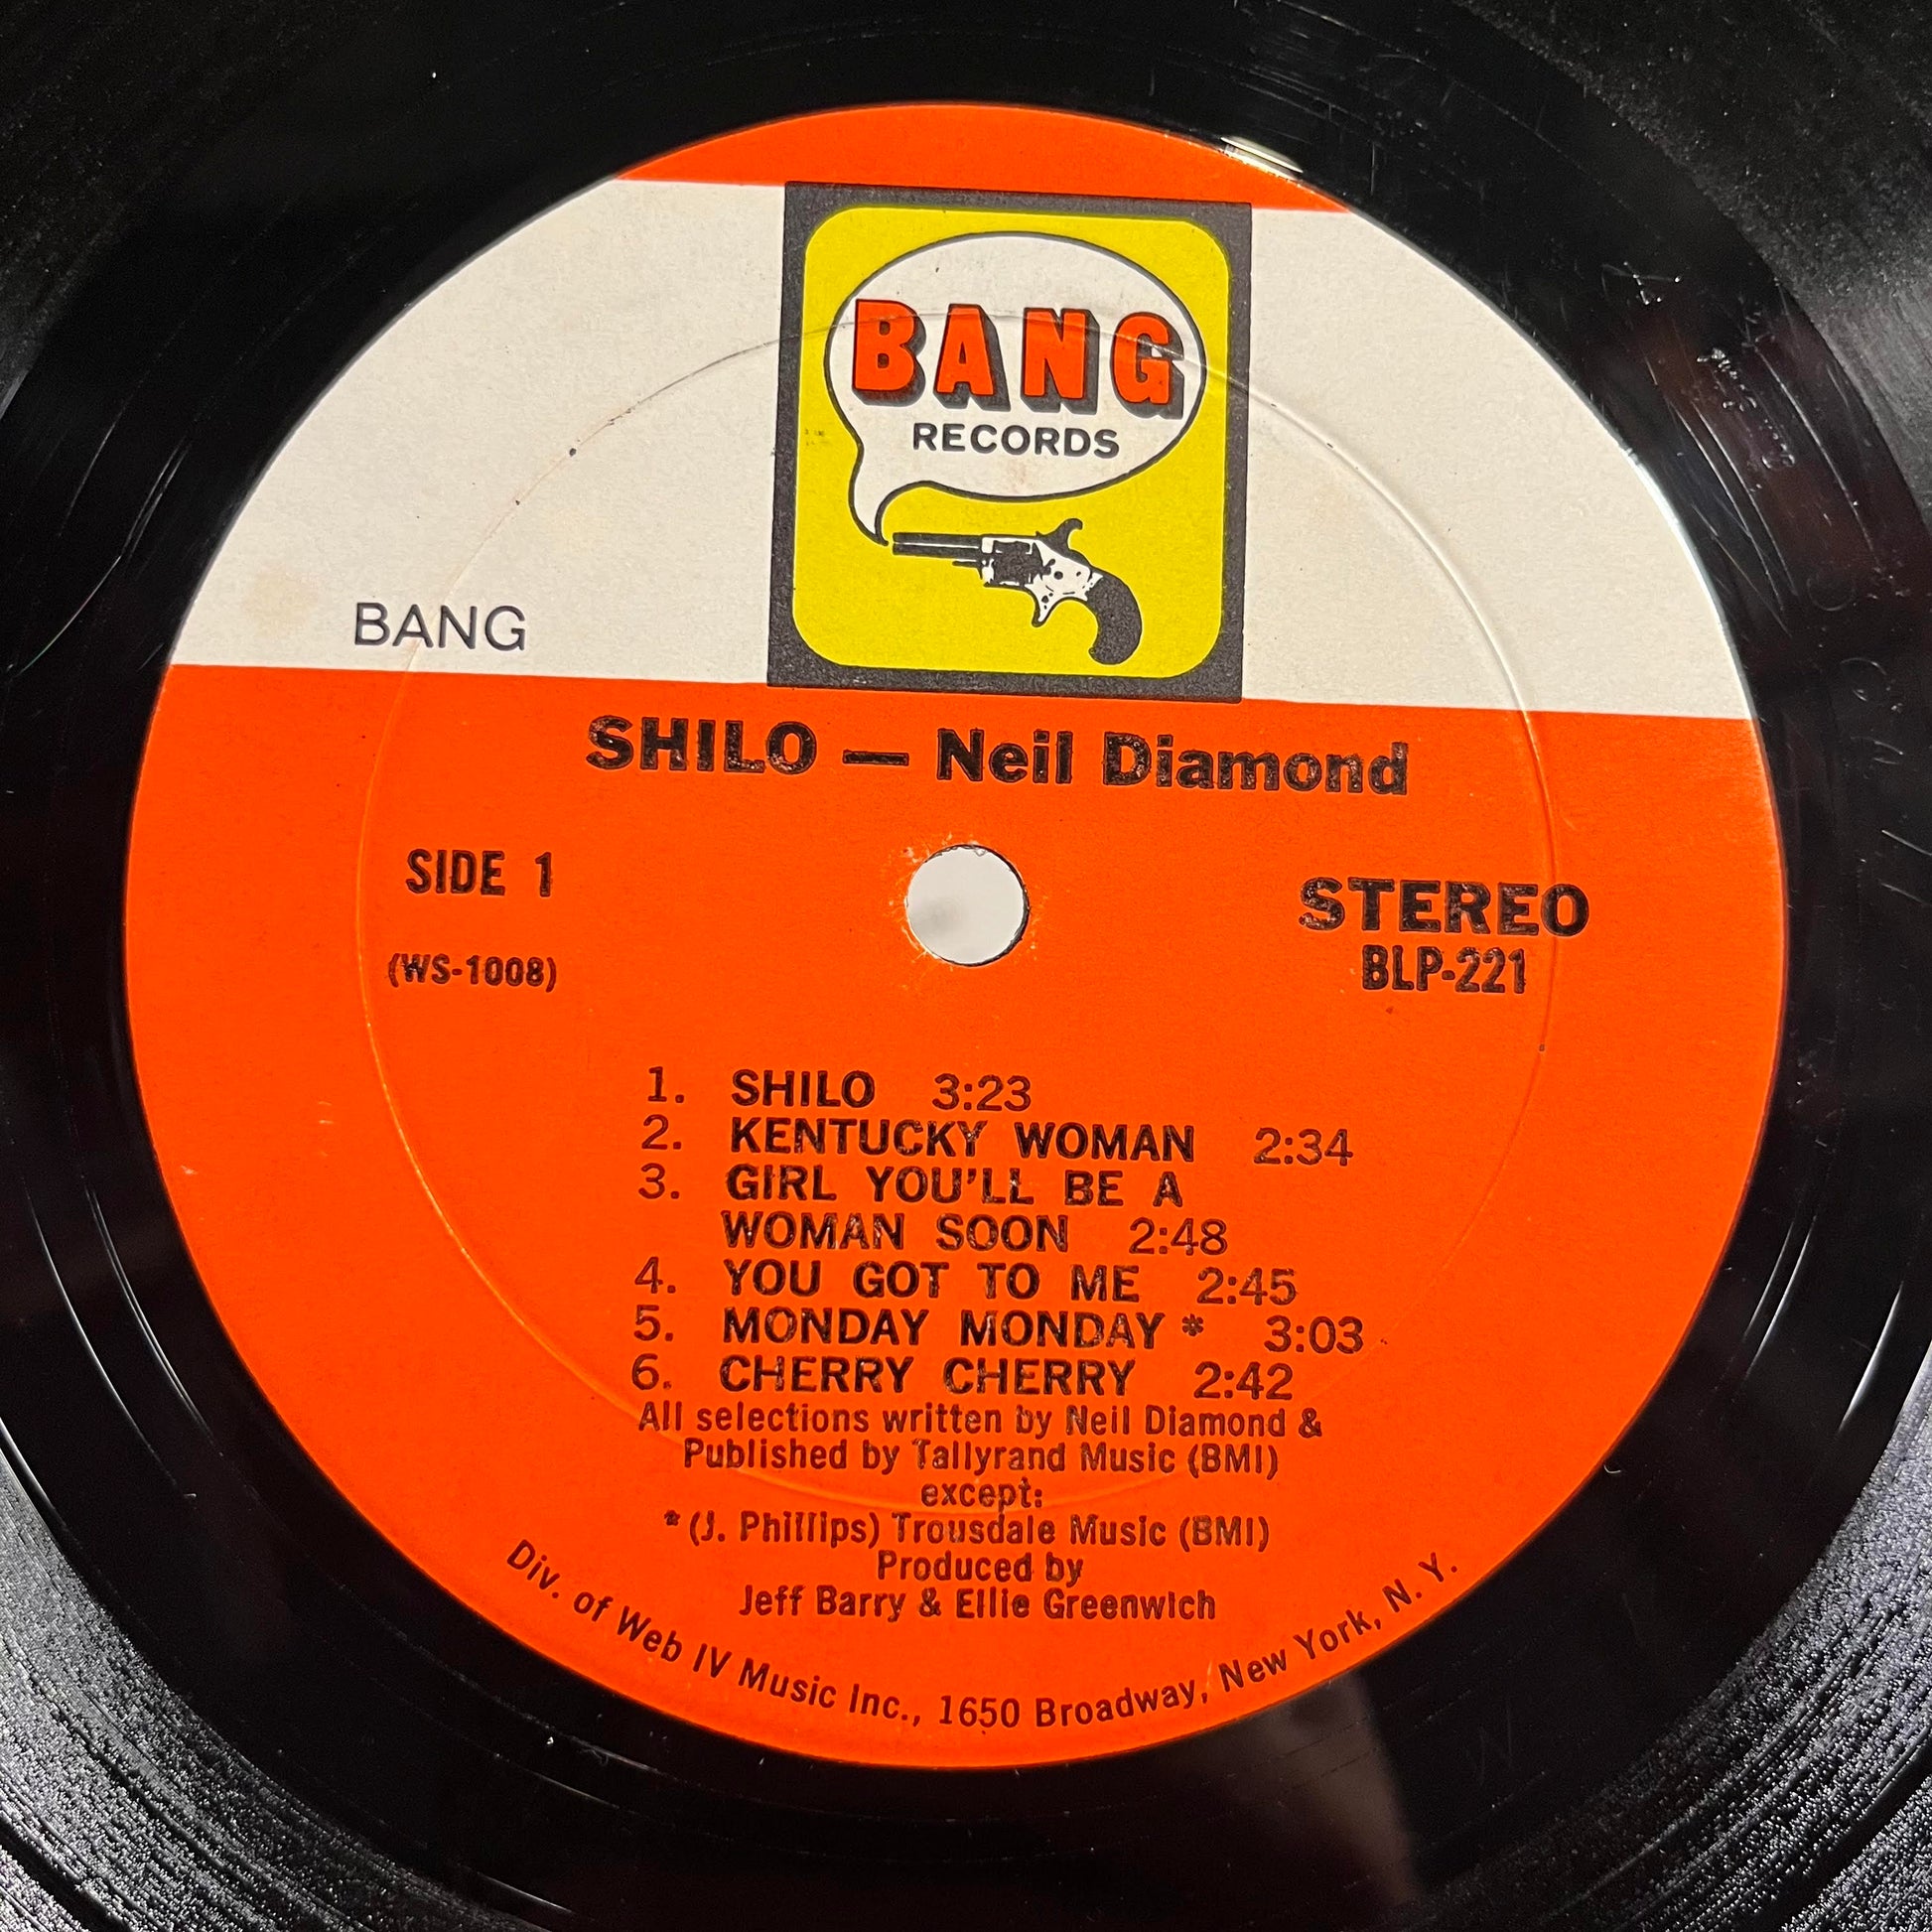 BANG
RECORDS
BANG
SHILO — Neil Diamond
SIDE 1
STEREO
(WS-1008)
BLP-221
1. SHILO 3:23
2. KENTUCKY WOMAN 2:34
3. GIRL YOU'LL BE A
WOMAN SOON 2:48
4. YOU GOT TO ME 2:45
5. MONDAY MONDAY * 3:03
6. CHERRY CHERRY 2:42
All selections written by Neil Diamond &
Published by Tallyrand Music (BMI)
except:
* (J. Phillips) Trousdale Music (BMI)
Produced by
Jeff Barry & Ellie Greenwich
Div. of Web IV Music Inc., 1650 Broadway, New York, N. Y.